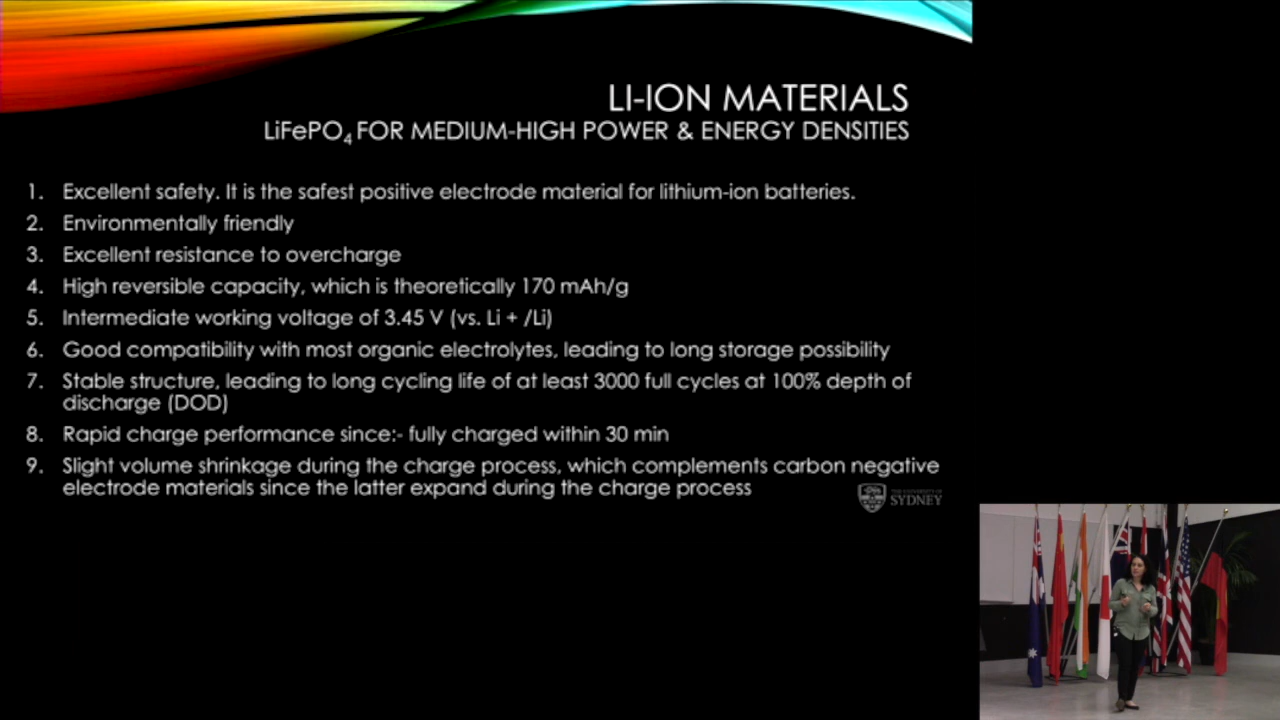 LI-ION MATERIALS
LiFePO4 FOR MEDIUM-HIGH POWER & ENERGY DENSITIES
1. Excellent safety. It is the safest positive electrode material for lithium-ion batteries.
2. Environmentally friendly
3. Excellent resistance to overcharge
4. High reversible capacity, which is theoretically 170 mAh/g
5. Intermediate working voltage of 3.45 V (vs. Li + /Li)
6. Good compatibility with most organic electrolytes, leading to long storage possibility
7. Stable structure, leading to long cycling life of at least 3000 full cycles at 100% depth of
discharge (DOD)
8. Rapid charge performance since:- fully charged within 30 min
9. Slight volume shrinkage during the charge process, which complements carbon negative
electrode materials since the latter expand during the charge process
THE UNIVERSITY OF
SYDNEY